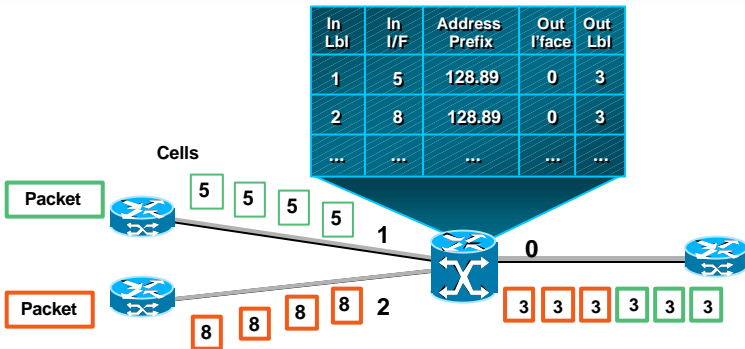 In Lbl In I/F Address Prefix Out I'face Out Lbl
1 5 128.89 0 3
2 8 128.89 0 3
... ... ... ... ...
Cells
Packet
5 5 5 5
1
0
Packet
8 8 8 8
2
3 3 3 3 3 3